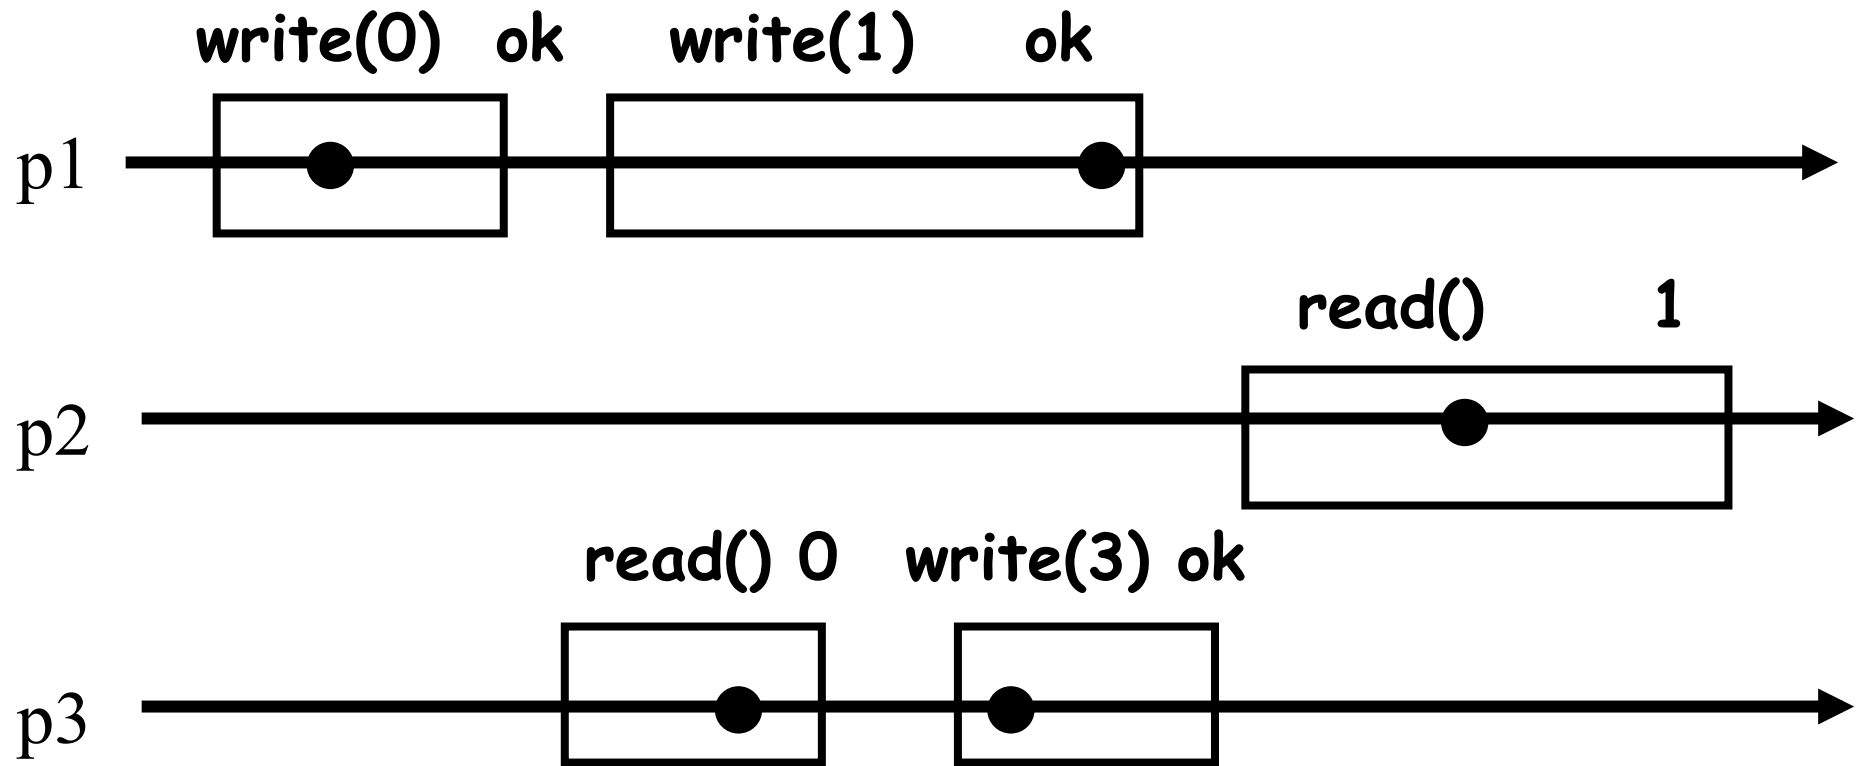 write(0) ok write(1) ok
p1
read() 1
p2
read() 0 write(3) ok
p3